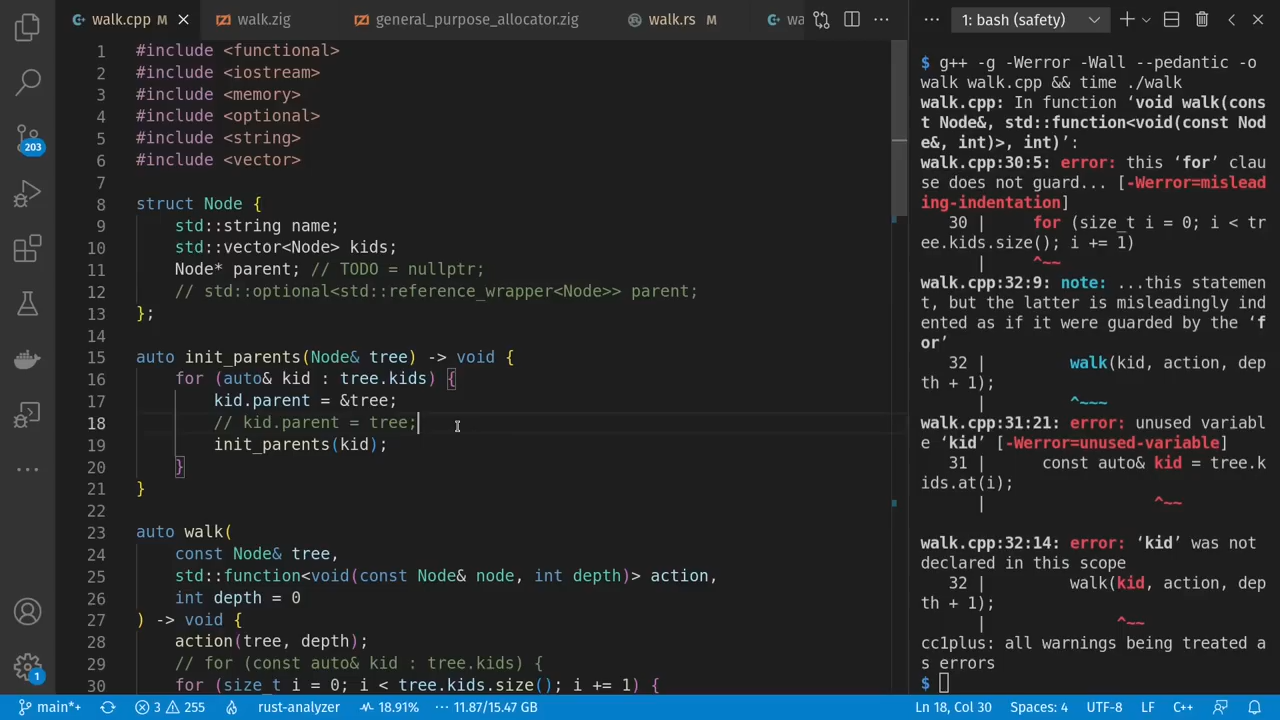 walk.cpp M
walk.zig
general_purpose_allocator.zig
walk.rs M
wa
1: bash (safety)
1 #include <functional>
2 #include <iostream>
3 #include <memory>
4 #include <optional>
5 #include <string>
6 #include <vector>
7
8 struct Node {
9 std::string name;
10 std::vector<Node> kids;
11 Node* parent; // TODO = nullptr;
12 // std::optional<std::reference_wrapper<Node>> parent;
13 };
14
15 auto init_parents(Node& tree) -> void {
16 for (auto& kid : tree.kids) {
17 kid.parent = &tree;
18 // kid.parent = tree;
19 init_parents(kid);
20 }
21 }
22
23 auto walk(
24 const Node& tree,
25 std::function<void(const Node& node, int depth)> action,
26 int depth = 0
27 ) -> void {
28 action(tree, depth);
29 // for (const auto& kid : tree.kids) {
30 for (size_t i = 0; i < tree.kids.size(); i += 1) {
$ g++ -g -Werror -Wall --pedantic -o
walk walk.cpp && time ./walk
walk.cpp: In function ‘void walk(cons
t Node&, std::function<void(const Nod
e&, int)>, int)’:
walk.cpp:30:5: error: this ‘for’ clau
se does not guard... [-Werror=mislead
ing-indentation]
30 | for (size_t i = 0; i < tr
ee.kids.size(); i += 1)
| ^~~
walk.cpp:32:9: note: ...this statemen
t, but the latter is misleadingly ind
ented as if it were guarded by the ‘f
or’
32 | walk(kid, action, dep
th + 1);
| ^~~~
walk.cpp:31:21: error: unused variabl
e ‘kid’ [-Werror=unused-variable]
31 | const auto& kid = tree.k
ids.at(i);
| ^~~
walk.cpp:32:14: error: ‘kid’ was not
declared in this scope
32 | walk(kid, action, dep
th + 1);
| ^~~
cc1plus: all warnings being treated a
s errors
$
203
1
main*+ 3 255 rust-analyzer 18.91% 11.87/15.47 GB Ln 18, Col 30 Spaces: 4 UTF-8 LF C++